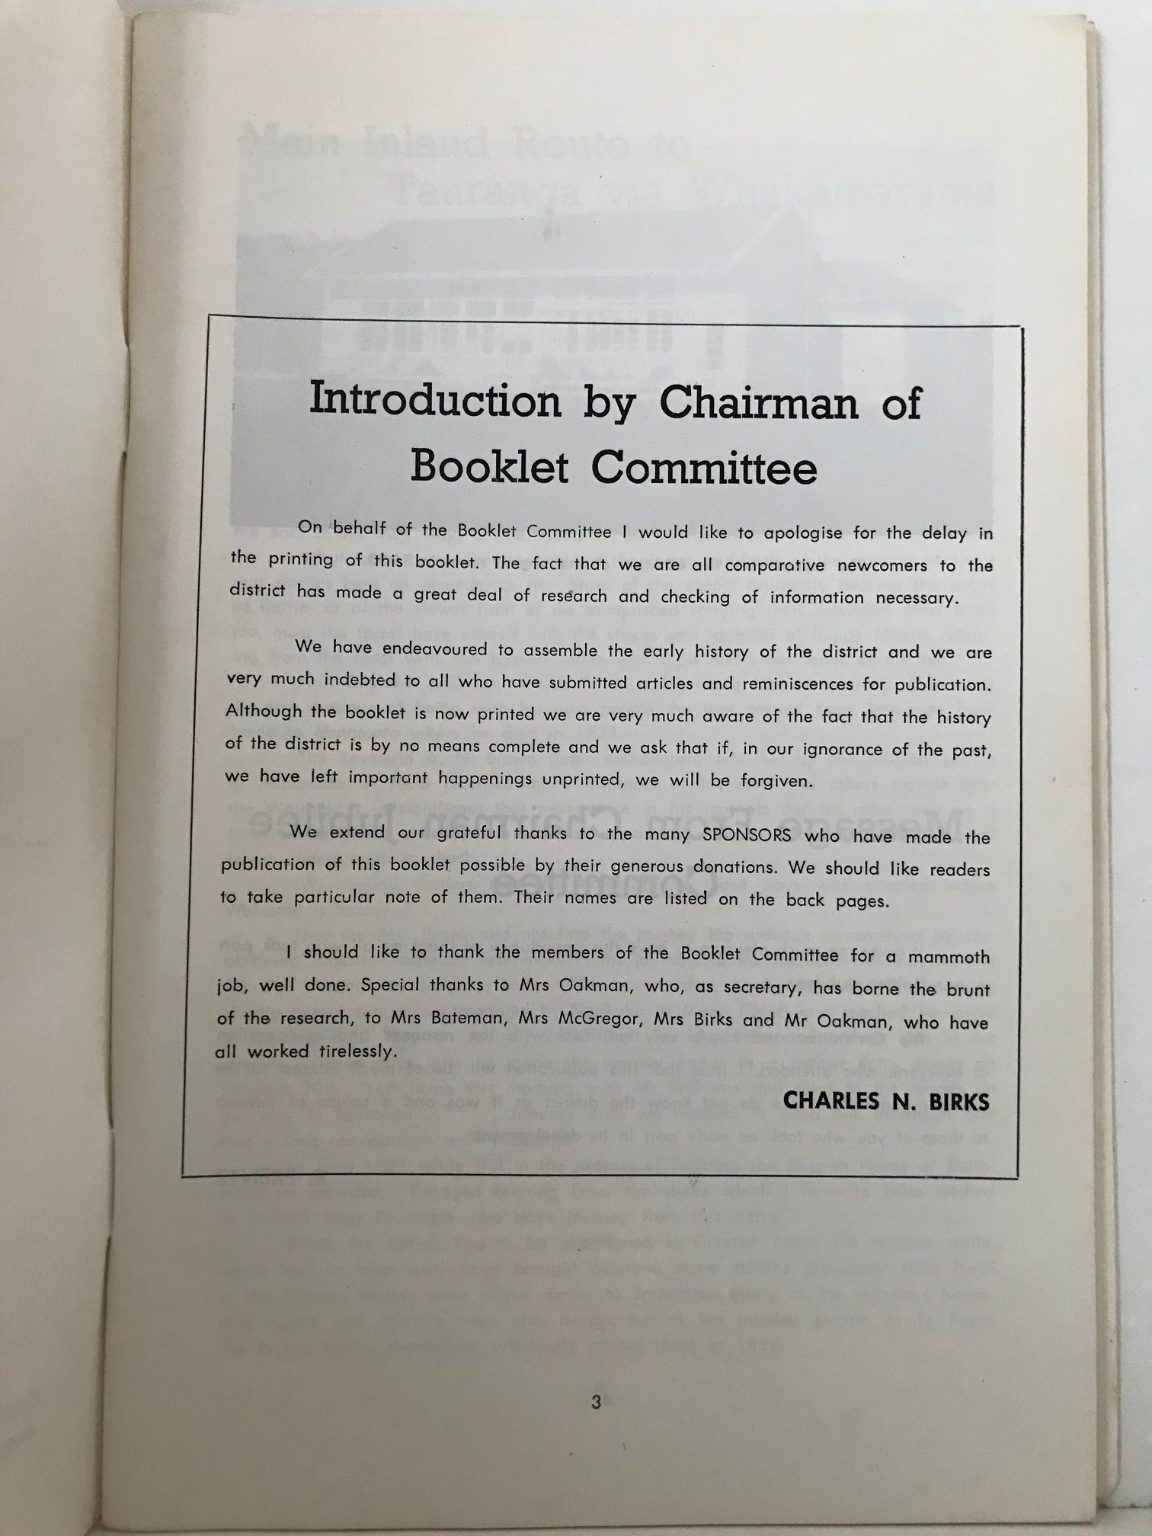 Main Inland Route to
Tauranga via Whakamarama
Introduction by Chairman of
Booklet Committee
On behalf of the Booklet Committee I would like to apologise for the delay in
the printing of this booklet. The fact that we are all comparative newcomers to the
district has made a great deal of research and checking of information necessary.
We have endeavoured to assemble the early history of the district and we are
very much indebted to all who have submitted articles and reminiscences for publication.
Although the booklet is now printed we are very much aware of the fact that the history
of the district is by no means complete and we ask that if, in our ignorance of the past,
we have left important happenings unprinted, we will be forgiven.
We extend our grateful thanks to the many SPONSORS who have made the
publication of this booklet possible by their generous donations. We should like readers
to take particular note of them. Their names are listed on the back pages.
I should like to thank the members of the Booklet Committee for a mammoth
job, well done. Special thanks to Mrs Oakman, who, as secretary, has borne the brunt
of the research, to Mrs Bateman, Mrs McGregor, Mrs Birks and Mr Oakman, who have
all worked tirelessly.
CHARLES N. BIRKS
3